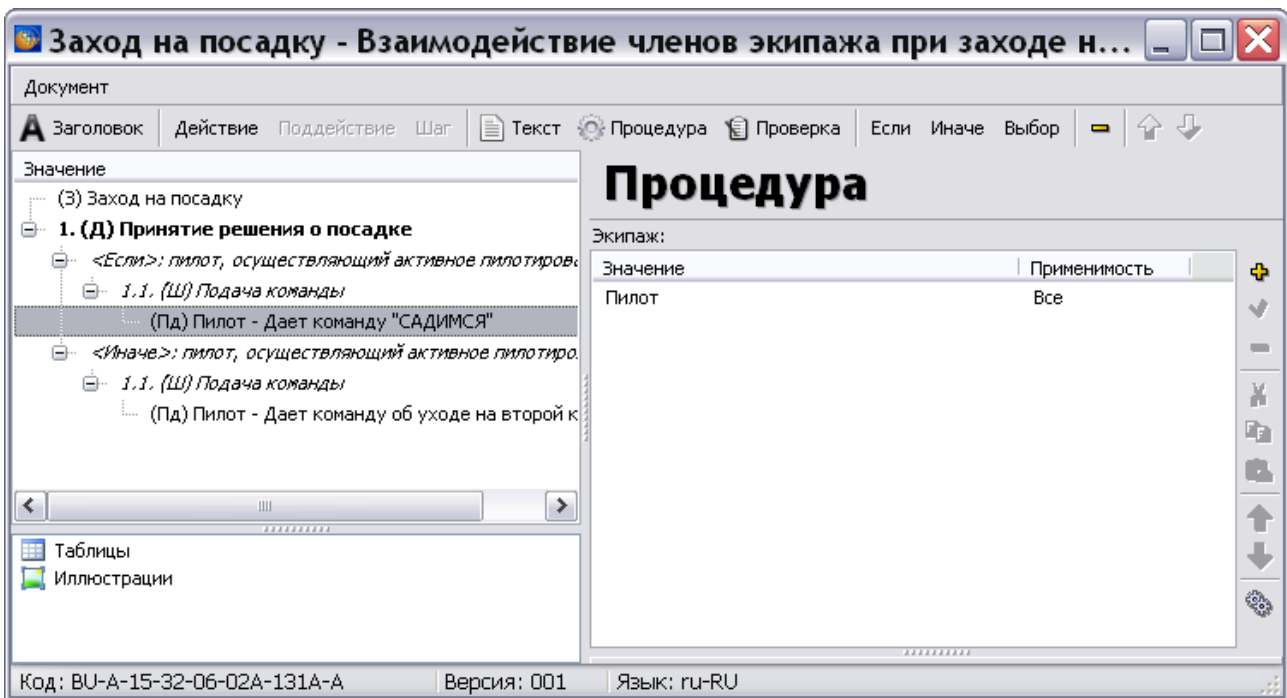 Заход на посадку - Взаимодействие членов экипажа при заходе н...
Документ
Заголовок Действие Поддействие Шаг Текст Процедура Проверка Если Иначе Выбор
Значение
(З) Заход на посадку
1. (Д) Принятие решения о посадке
<Если>: пилот, осуществляющий активное пилотирова
1.1. (Ш) Подача команды
(Пд) Пилот - Дает команду "САДИМСЯ"
<Иначе>: пилот, осуществляющий активное пилотиро
1.1. (Ш) Подача команды
(Пд) Пилот - Дает команду об уходе на второй к
Таблицы
Иллюстрации
Процедура
Экипаж:
Значение Применимость
Пилот Все
Код: BU-A-15-32-06-02A-131A-A Версия: 001 Язык: ru-RU